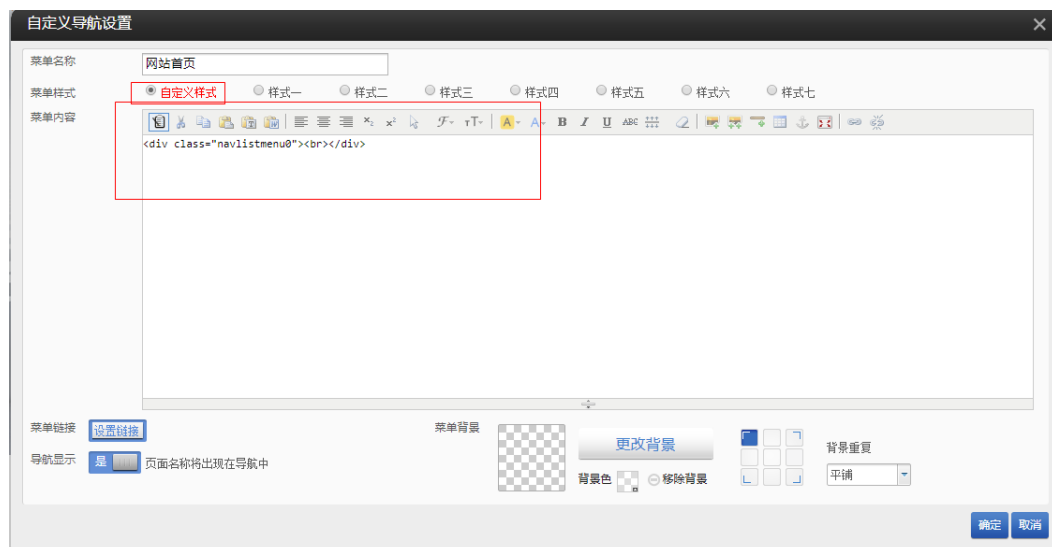 自定义导航设置
菜单名称 网站首页
菜单样式 自定义样式 样式一 样式二 样式三 样式四 样式五 样式六 样式七
菜单内容
<div class="navlistmenu0"><br></div>
菜单链接 设置链接 菜单背景 更改背景 背景重复
导航显示 是 页面名称将出现在导航中 背景色 移除背景 平铺
确定 取消